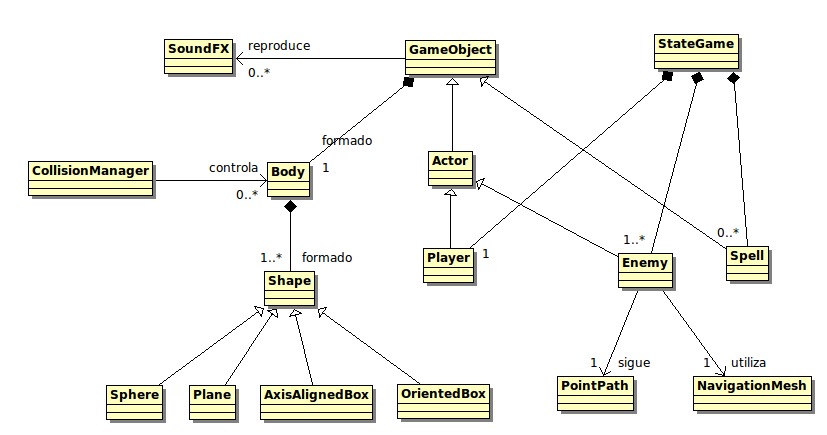 SoundFX
reproduce
0..*
GameObject
StateGame
formado
1
CollisionManager
controla
0..*
Body
Actor
1..*
formado
Shape
Player
1
1..*
Enemy
0..*
Spell
Sphere
Plane
AxisAlignedBox
OrientedBox
1
sigue
PointPath
1
utiliza
NavigationMesh